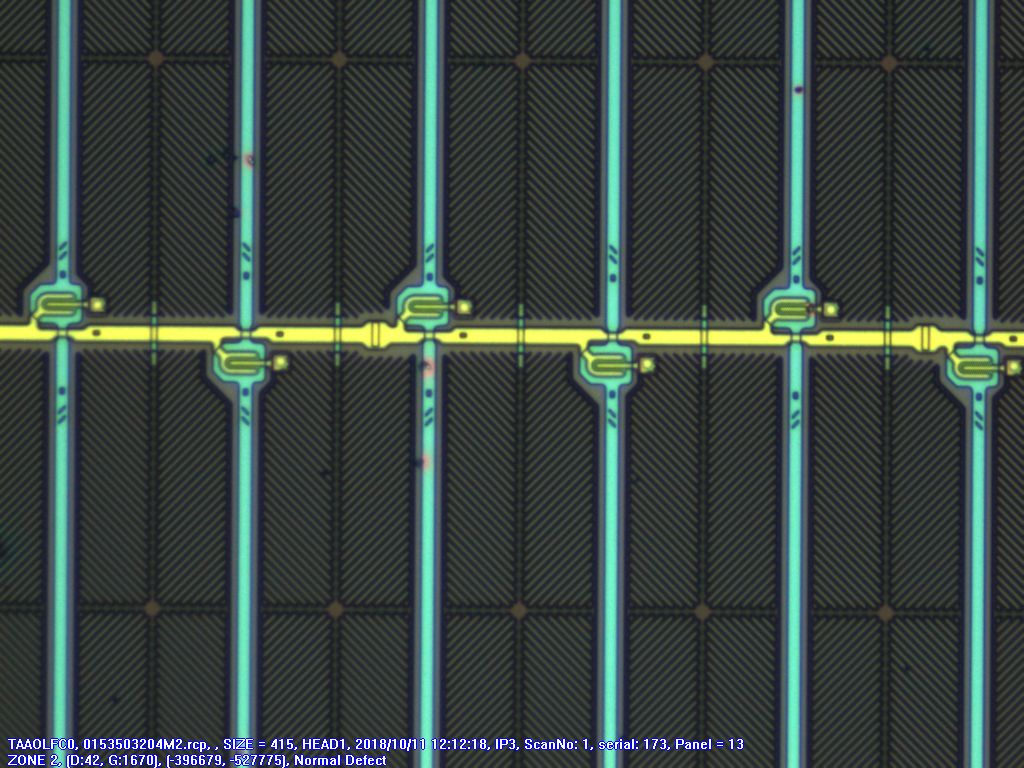 TAAOLFC0, 0153503204M2.rcp, , SIZE = 415, HEAD1, 2018/10/11 12:12:18, IP3, ScanNo: 1, serial: 173, Panel = 13
ZONE 2, [D:42, G:1670], [-396679, -527775], Normal Defect